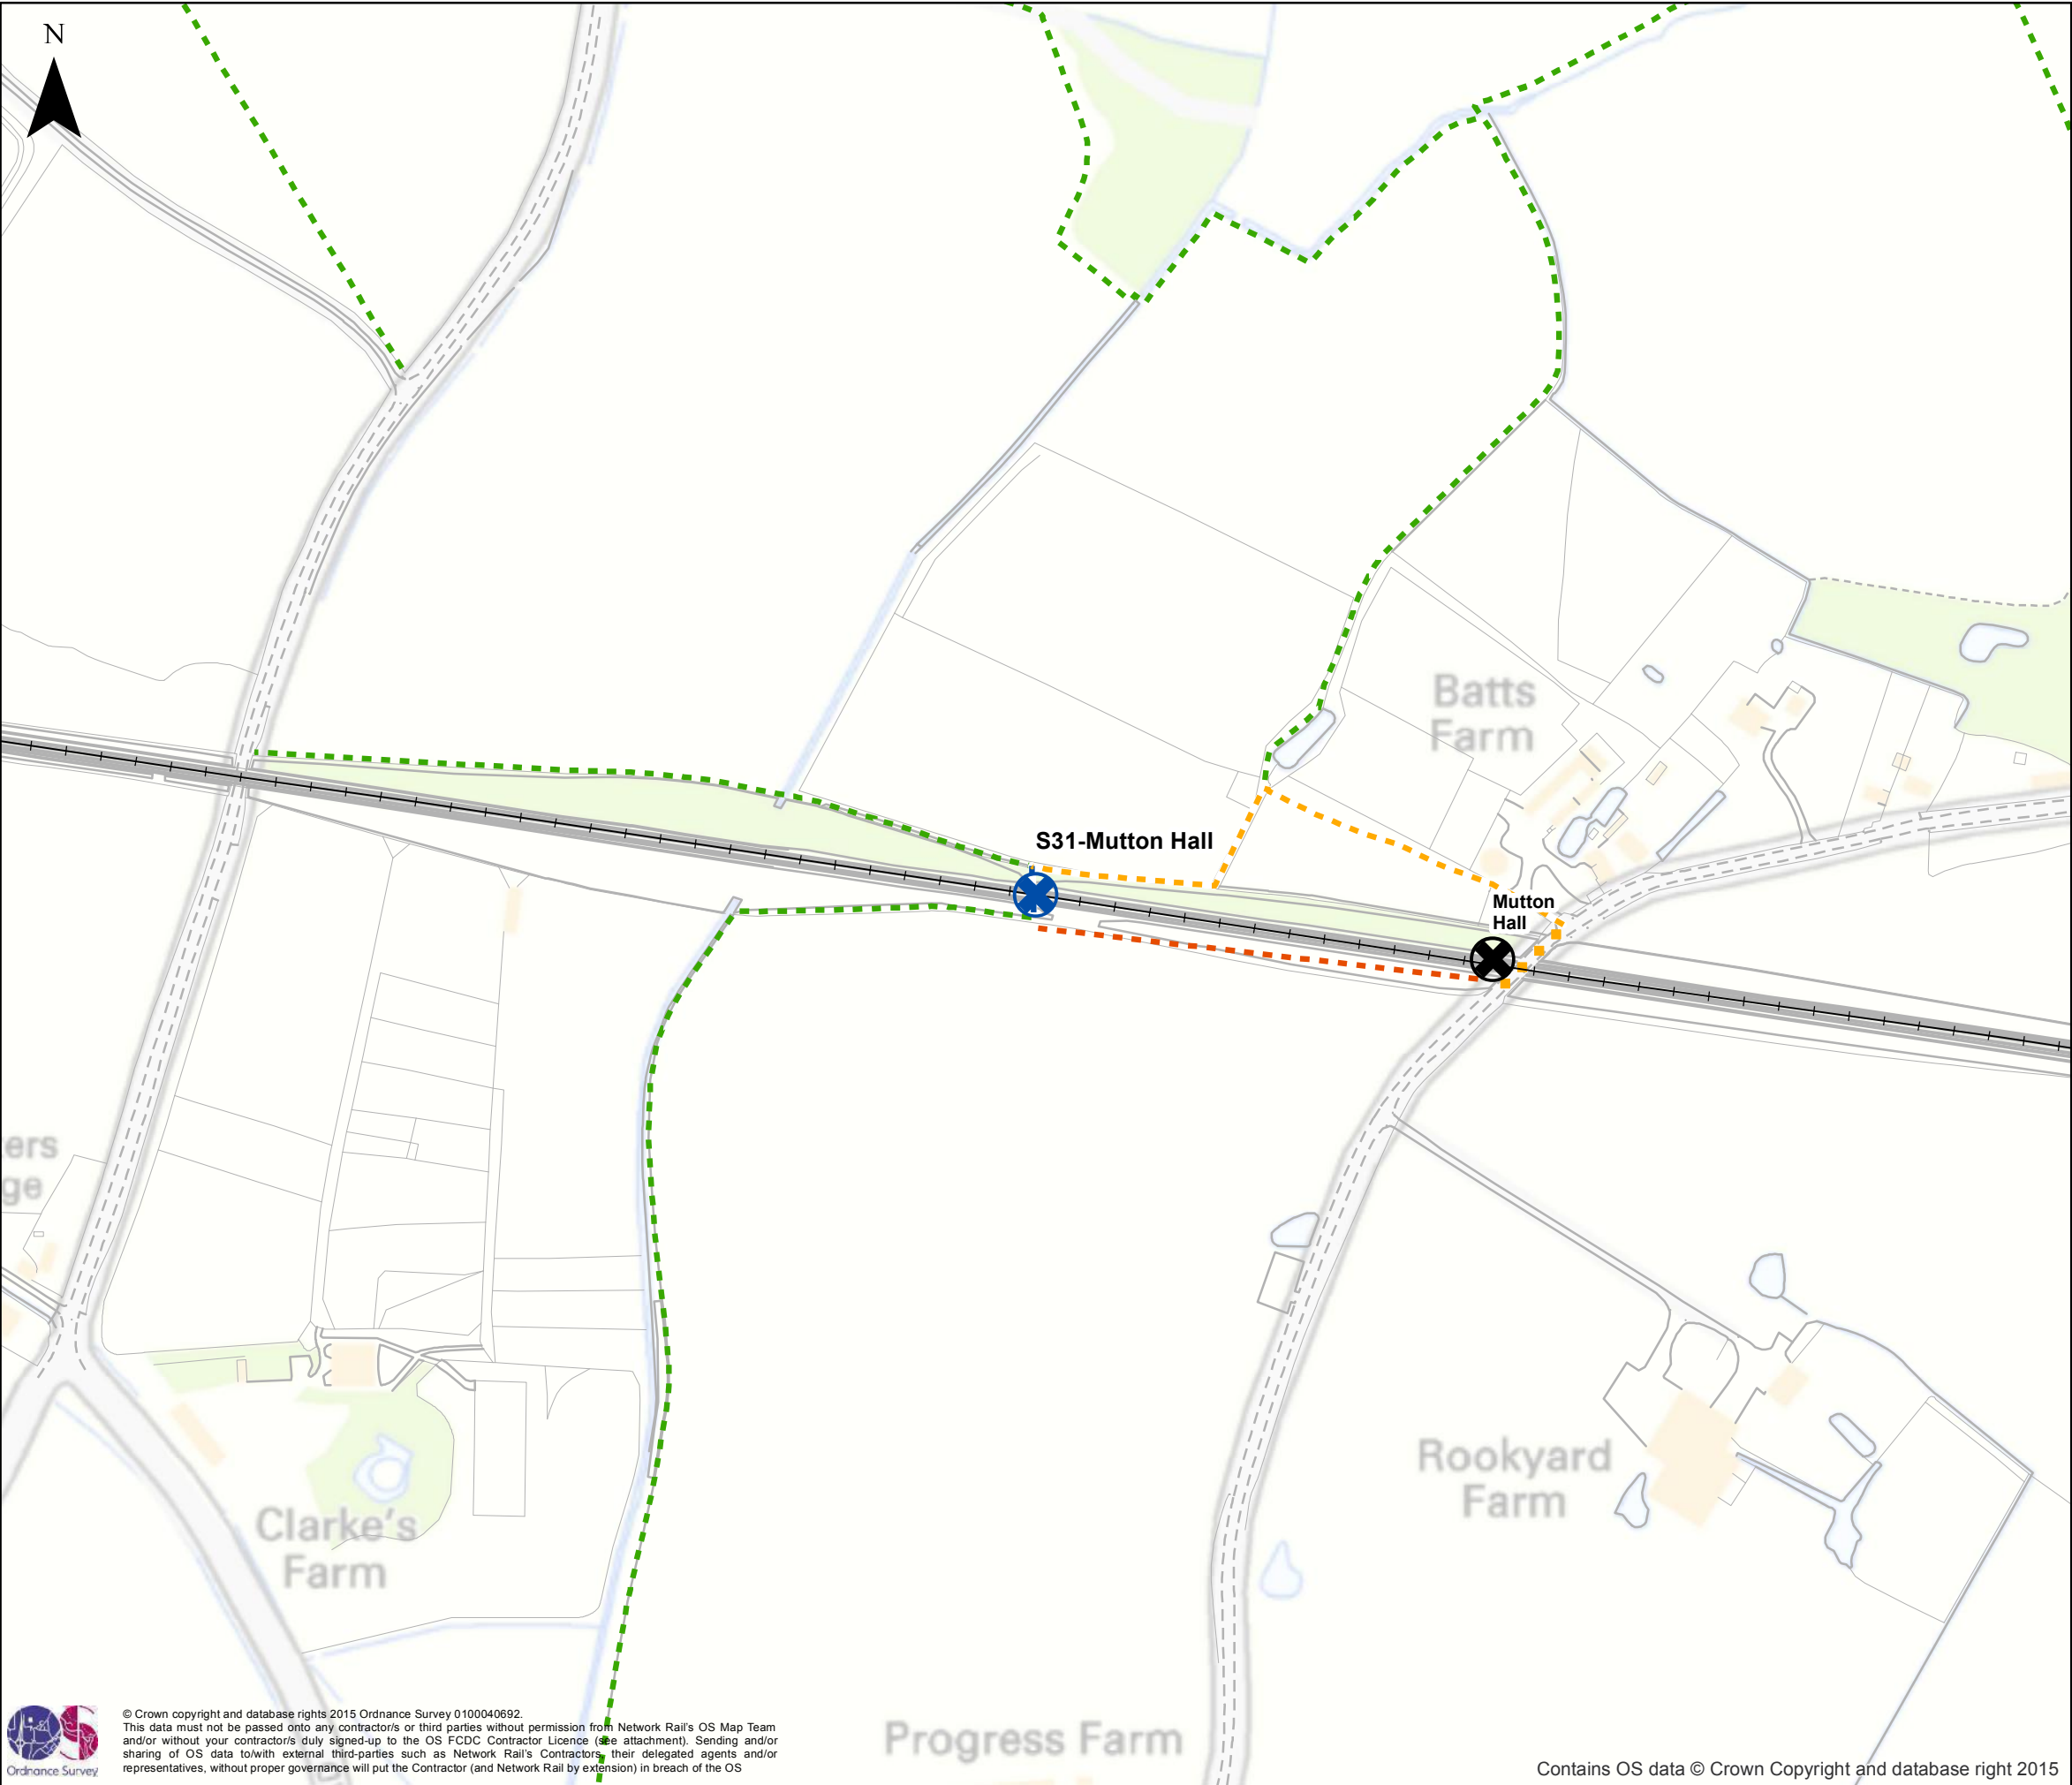 N
Batts
Farm
S31-Mutton Hall
Mutton
Hall
ers
ge
Rookyard
Farm
Clarke's
Farm
Progress Farm
© Crown copyright and database rights 2015 Ordnance Survey 0100040692.
This data must not be passed onto any contractor/s or third parties without permission from Network Rail's OS Map Team
and/or without your contractor/s duly signed-up to the OS FCDC Contractor Licence (see attachment). Sending and/or
sharing of OS data to/with external third-parties such as Network Rail's Contractors, their delegated agents and/or
representatives, without proper governance will put the Contractor (and Network Rail by extension) in breach of the OS
Ordnance Survey
Contains OS data © Crown Copyright and database right 2015